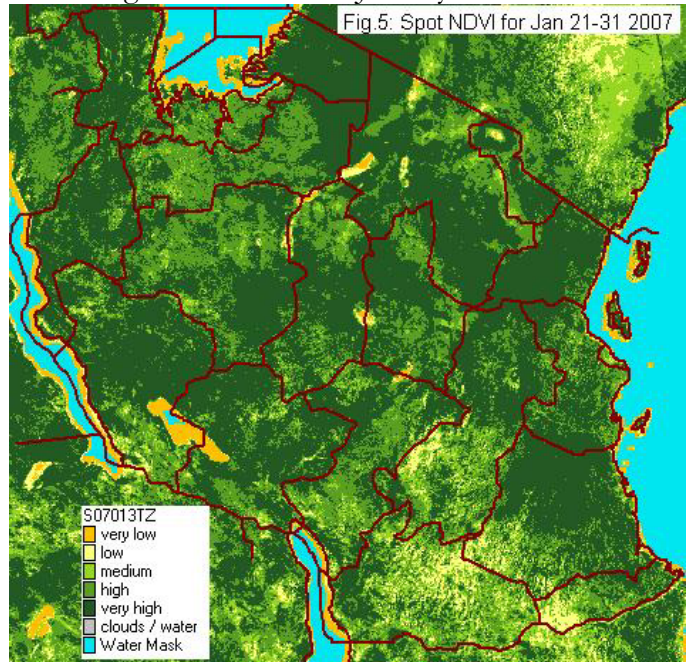 Fig.5: Spot NDVI for Jan 21-31 2007
S07013TZ
very low
low
medium
high
very high
clouds / water
Water Mask